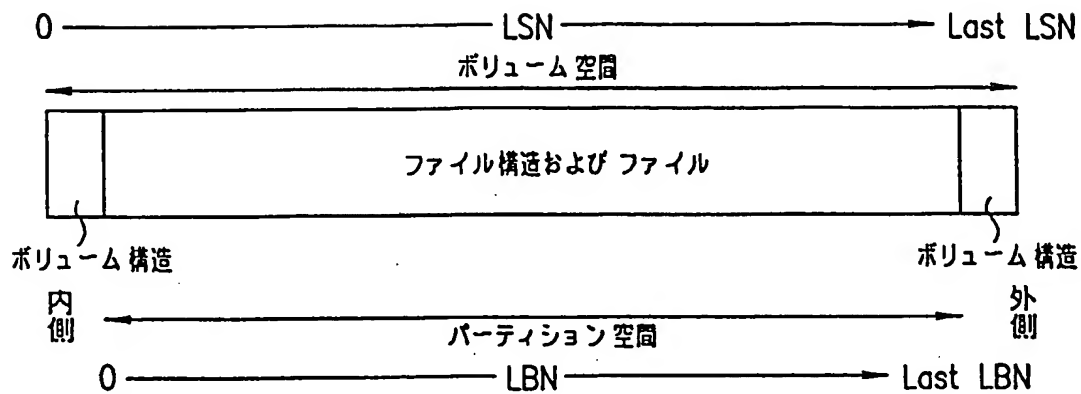 0 LSN Last LSN
ボリューム空間
ファイル構造および ファイル
ボリューム構造 ボリューム構造
内側 外側
パーティション空間
0 LBN Last LBN